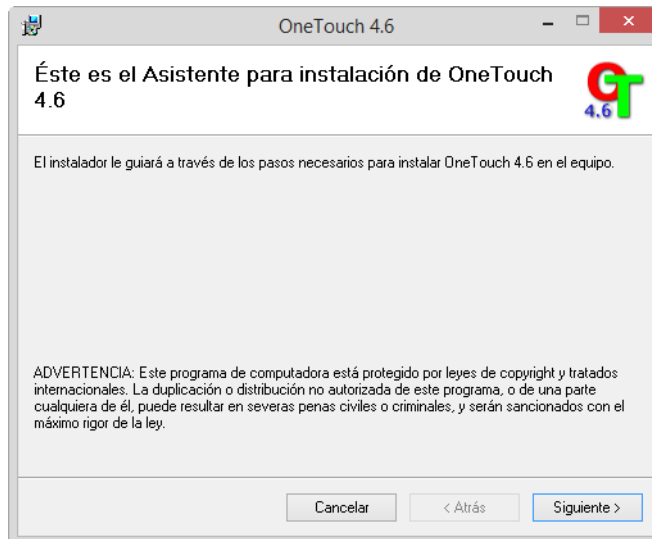 OneTouch 4.6
Éste es el Asistente para instalación de OneTouch
4.6
OT
4.6
El instalador le guiará a través de los pasos necesarios para instalar OneTouch 4.6 en el equipo.
ADVERTENCIA: Este programa de computadora está protegido por leyes de copyright y tratados
internacionales. La duplicación o distribución no autorizada de este programa, o de una parte
cualquiera de él, puede resultar en severas penas civiles o criminales, y serán sancionados con el
máximo rigor de la ley.
Cancelar
< Atrás
Siguiente >